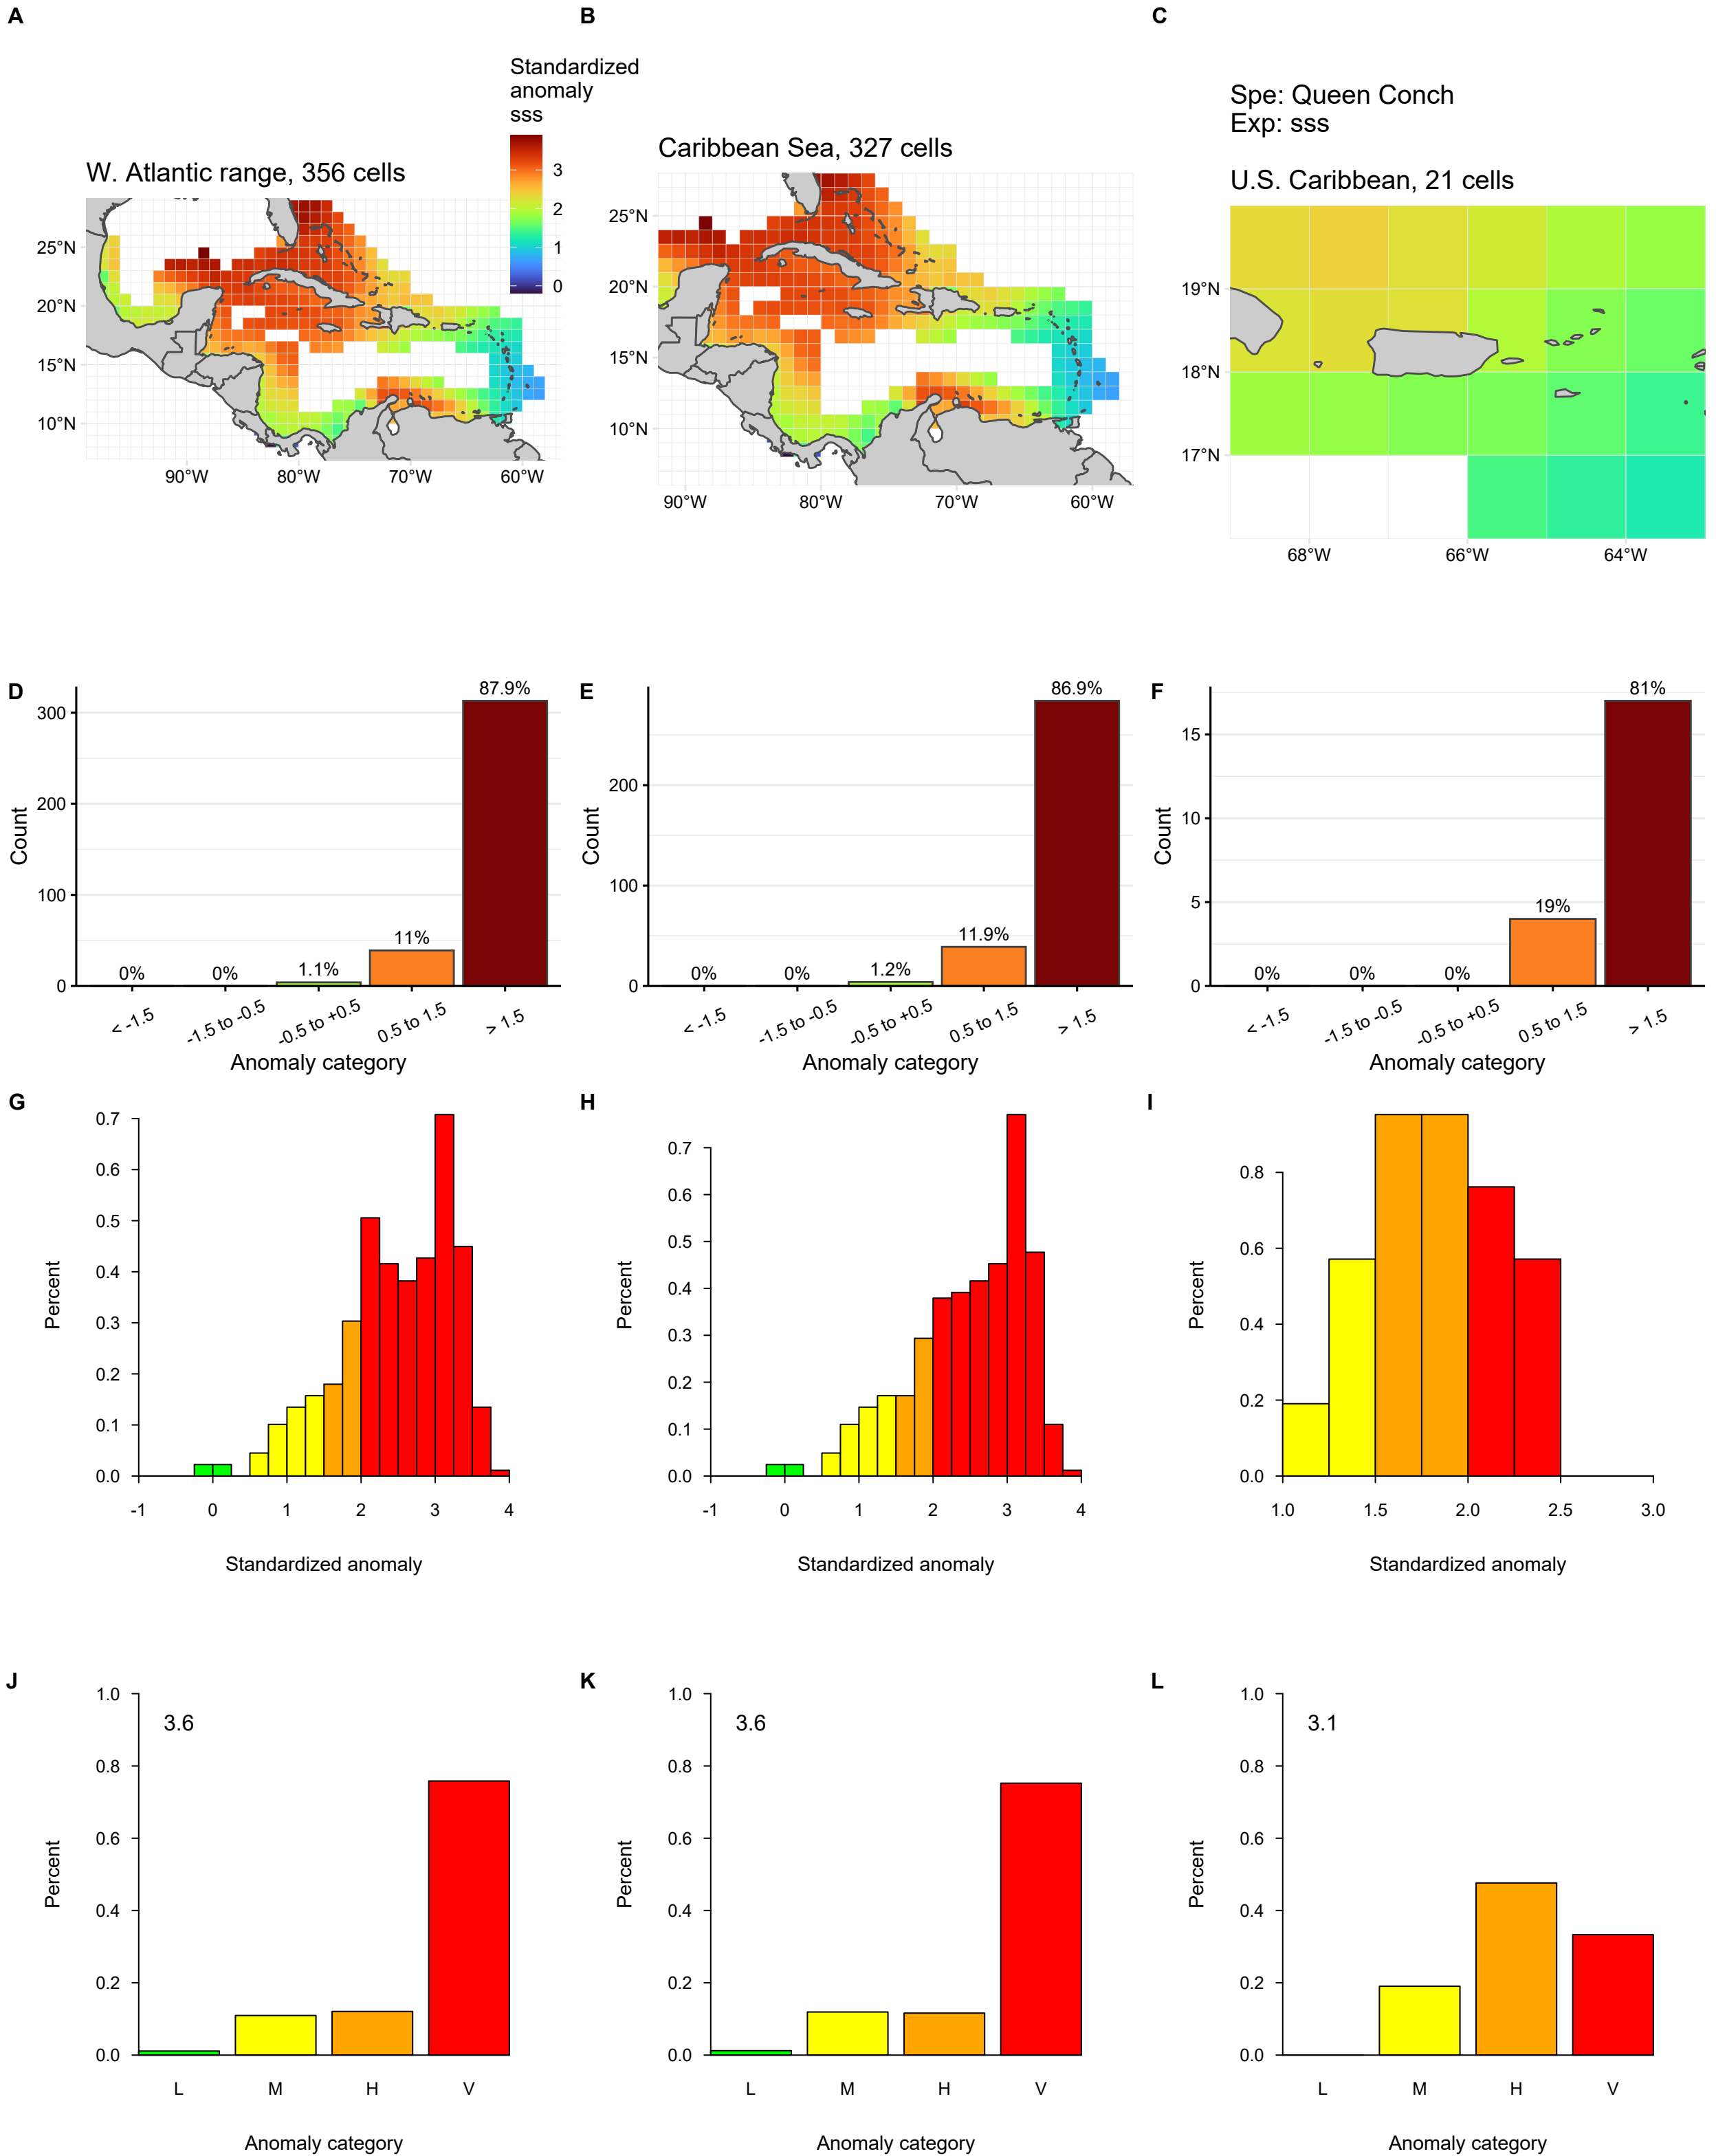 A
B
C
Standardized
anomaly
sss
3
2
1
0
W. Atlantic range, 356 cells
25°N
20°N
15°N
10°N
90°W 80°W 70°W 60°W
Caribbean Sea, 327 cells
25°N
20°N
15°N
10°N
90°W 80°W 70°W 60°W
Spe: Queen Conch
Exp: sss
U.S. Caribbean, 21 cells
19°N
18°N
17°N
68°W 66°W 64°W
D
Count
300
200
100
0
0% 0% 1.1% 11% 87.9%
< -1.5 -1.5 to -0.5 -0.5 to +0.5 0.5 to 1.5 > 1.5
Anomaly category
E
Count
200
100
0
0% 0% 1.2% 11.9% 86.9%
< -1.5 -1.5 to -0.5 -0.5 to +0.5 0.5 to 1.5 > 1.5
Anomaly category
F
Count
15
10
5
0
0% 0% 0% 19% 81%
< -1.5 -1.5 to -0.5 -0.5 to +0.5 0.5 to 1.5 > 1.5
Anomaly category
G
Percent
0.7
0.6
0.5
0.4
0.3
0.2
0.1
0.0
-1 0 1 2 3 4
Standardized anomaly
H
Percent
0.7
0.6
0.5
0.4
0.3
0.2
0.1
0.0
-1 0 1 2 3 4
Standardized anomaly
I
Percent
0.8
0.6
0.4
0.2
0.0
1.0 1.5 2.0 2.5 3.0
Standardized anomaly
J
3.6
Percent
1.0
0.8
0.6
0.4
0.2
0.0
L M H V
Anomaly category
K
3.6
Percent
1.0
0.8
0.6
0.4
0.2
0.0
L M H V
Anomaly category
L
3.1
Percent
1.0
0.8
0.6
0.4
0.2
0.0
L M H V
Anomaly category